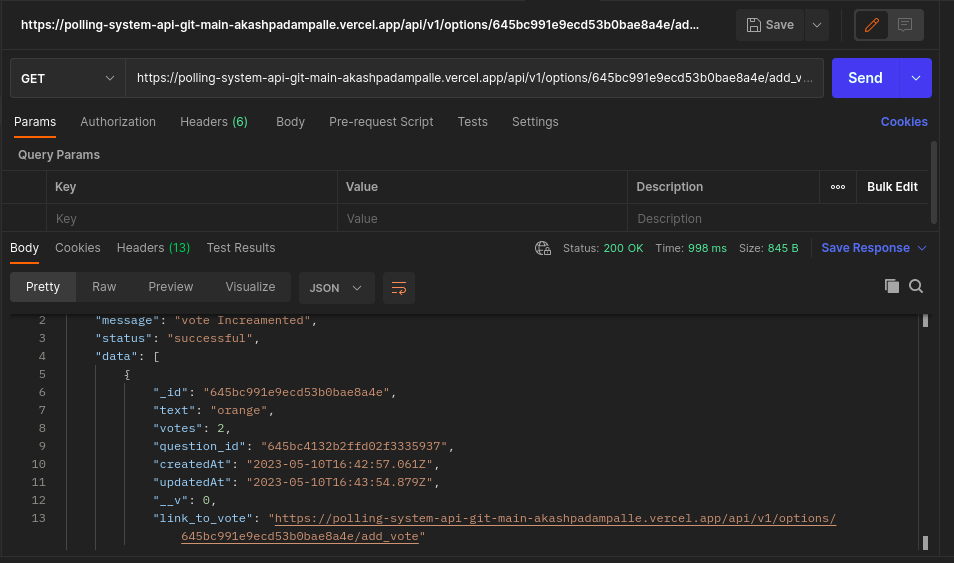 https://polling-system-api-git-main-akashpadampalle.vercel.app/api/v1/options/645bc991e9ecd53b0bae8a4e/ad...
Save
GET
https://polling-system-api-git-main-akashpadampalle.vercel.app/api/v1/options/645bc991e9ecd53b0bae8a4e/add_v...
Send
Params Authorization Headers (6) Body Pre-request Script Tests Settings Cookies
Query Params
Key Value Description Bulk Edit
Key Value Description
Body Cookies Headers (13) Test Results Status: 200 OK Time: 998 ms Size: 845 B Save Response
Pretty Raw Preview Visualize JSON
2 "message": "vote Increamented",
3 "status": "successful",
4 "data": [
5 {
6 "_id": "645bc991e9ecd53b0bae8a4e",
7 "text": "orange",
8 "votes": 2,
9 "question_id": "645bc4132b2ffd02f3335937",
10 "createdAt": "2023-05-10T16:42:57.061Z",
11 "updatedAt": "2023-05-10T16:43:54.879Z",
12 "__v": 0,
13 "link_to_vote": "https://polling-system-api-git-main-akashpadampalle.vercel.app/api/v1/options/
645bc991e9ecd53b0bae8a4e/add_vote"